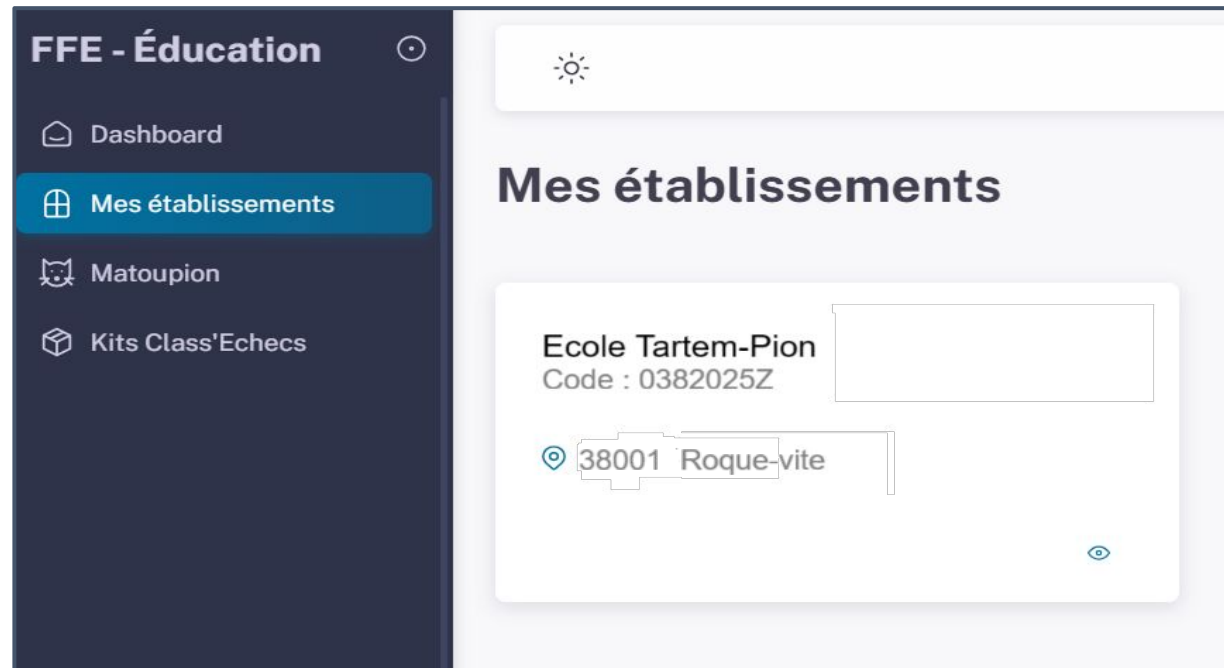 FFE - Éducation
Dashboard
Mes établissements
Matoupion
Kits Class'Echecs
Mes établissements
Ecole Tartem-Pion
Code : 0382025Z
38001 Roque-vite